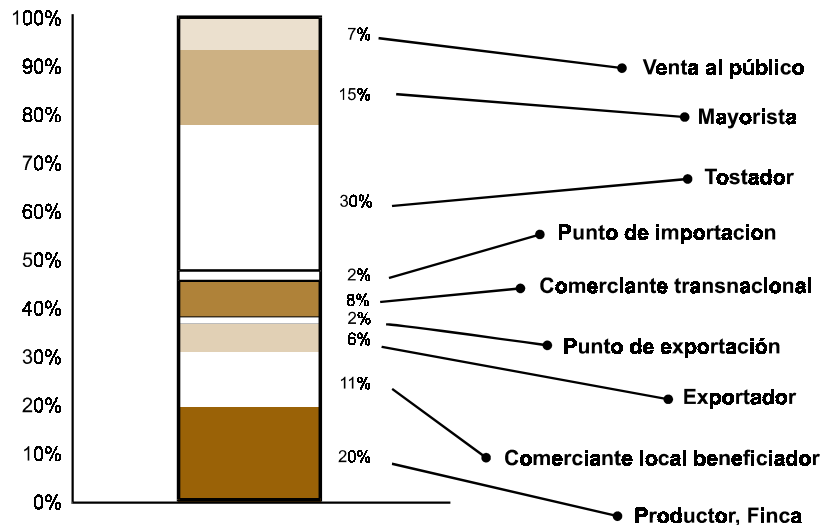 100%
90%
80%
70%
60%
50%
40%
30%
20%
10%
0%
7%
15%
30%
2%
8%
2%
6%
11%
20%
Venta al público
Mayorista
Tostador
Punto de importacion
Comerciante transnacional
Punto de exportación
Exportador
Comerciante local beneficiador
Productor, Finca